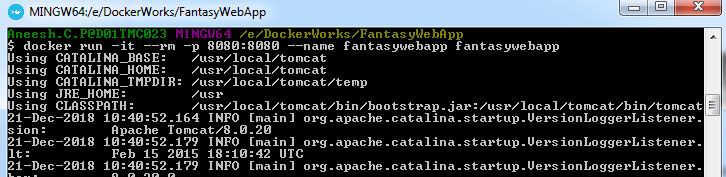 MINGW64:/e/DockerWorks/FantasyWebApp
Aneesh.C.P@D01TMC023 MINGW64 /e/DockerWorks/FantasyWebApp
$ docker run -it --rm -p 8080:8080 --name fantasywebapp fantasywebapp
Using CATALINA_BASE:   /usr/local/tomcat
Using CATALINA_HOME:   /usr/local/tomcat
Using CATALINA_TMPDIR: /usr/local/tomcat/temp
Using JRE_HOME:        /usr
Using CLASSPATH:       /usr/local/tomcat/bin/bootstrap.jar:/usr/local/tomcat/bin/tomcat
21-Dec-2018 10:40:52.164 INFO [main] org.apache.catalina.startup.VersionLoggerListener.
sion:        Apache Tomcat/8.0.20
21-Dec-2018 10:40:52.179 INFO [main] org.apache.catalina.startup.VersionLoggerListener.
lt:          Feb 15 2015 18:10:42 UTC
21-Dec-2018 10:40:52.179 INFO [main] org.apache.catalina.startup.VersionLoggerListener.